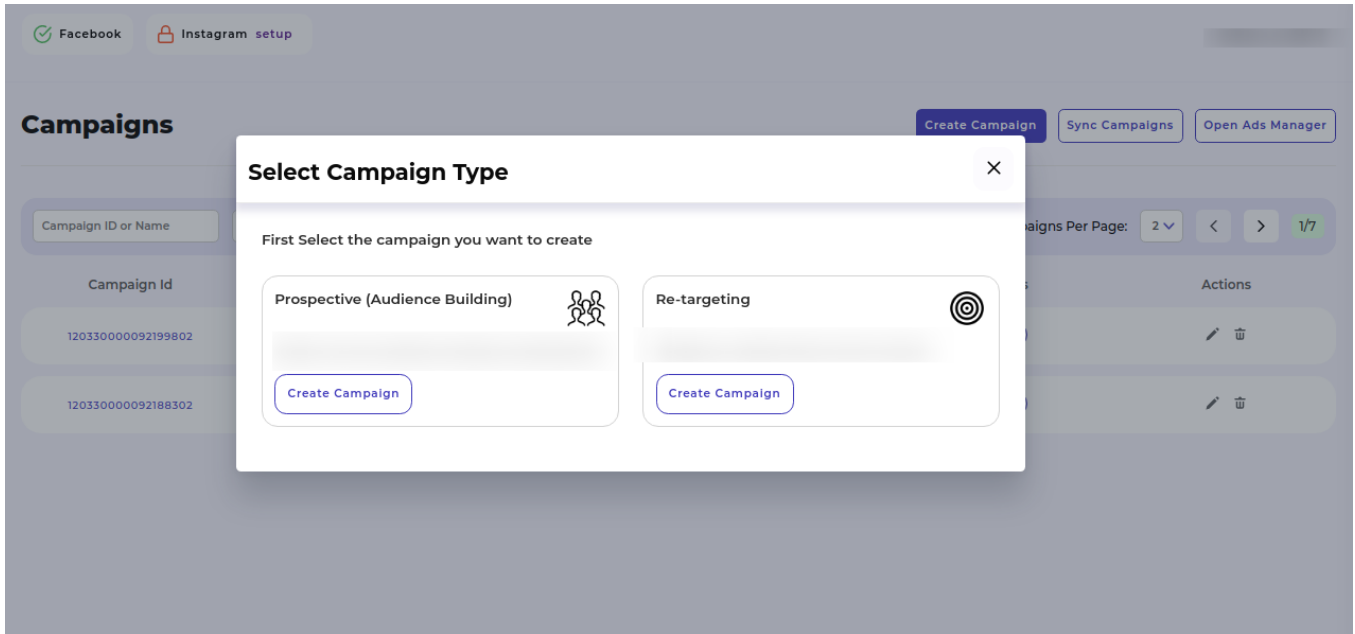 Facebook Instagram setup
Campaigns Create Campaign Sync Campaigns Open Ads Manager
Select Campaign Type
Campaign ID or Name Per Page: 2 1/7
First Select the campaign you want to create
Campaign Id Actions
Prospective (Audience Building) Re-targeting
120330000092199802
Create Campaign Create Campaign
120330000092188302